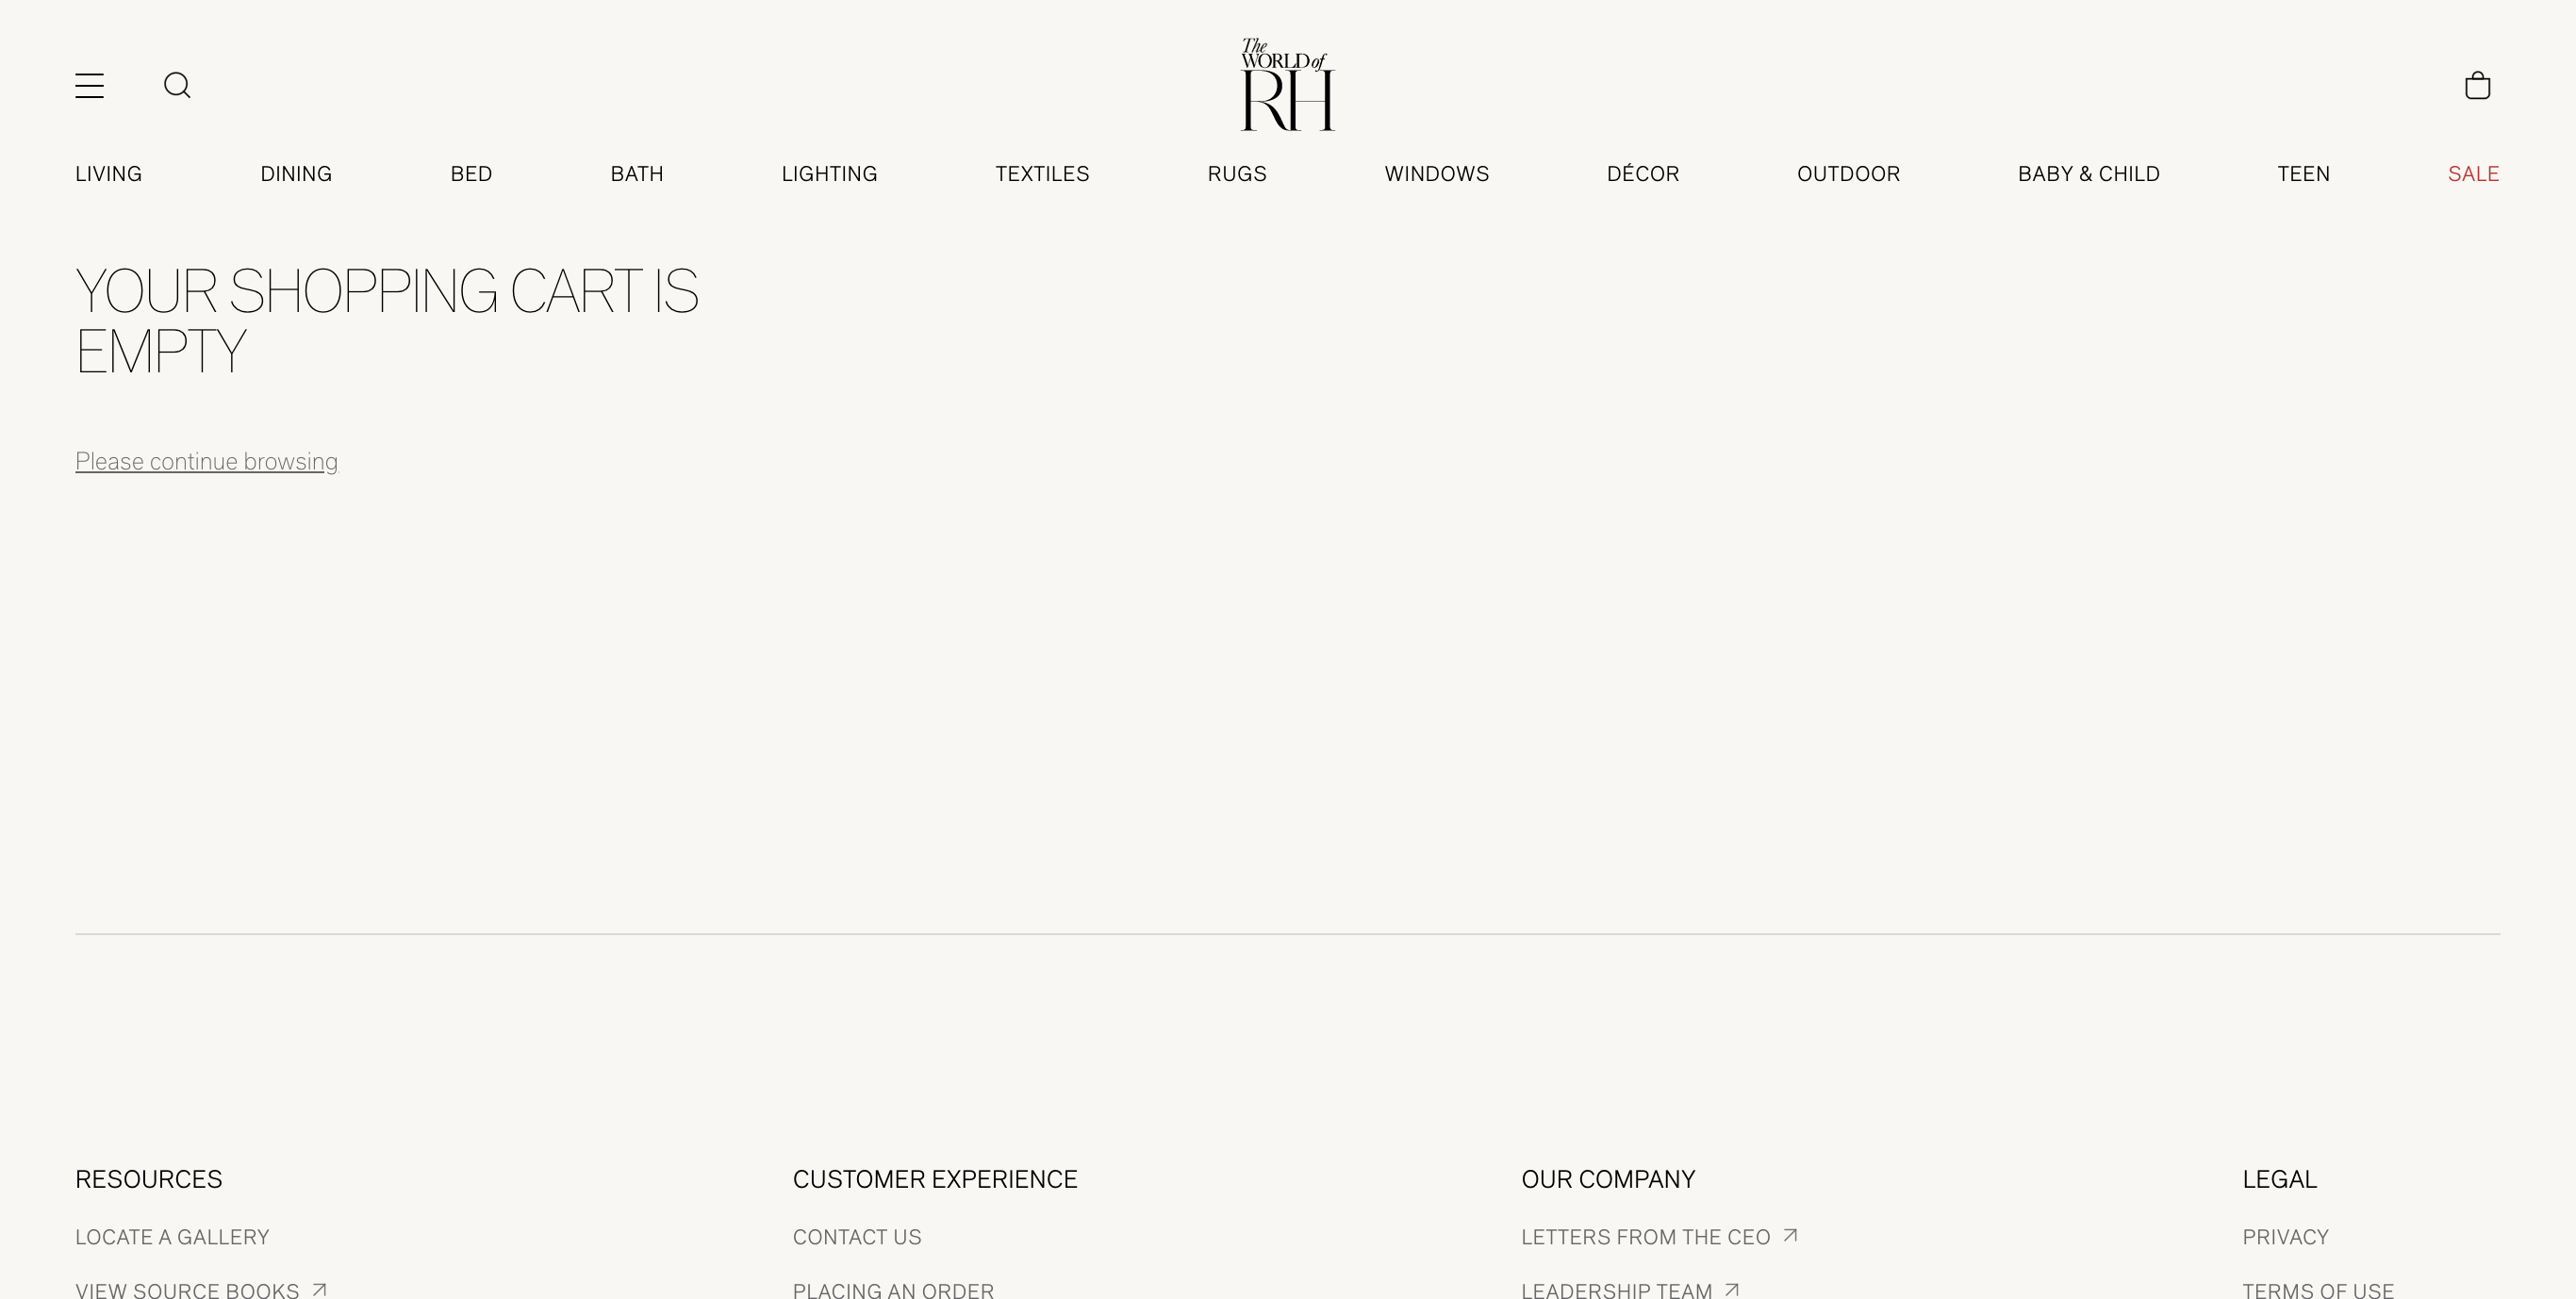 The
WORLD of
RH
LIVING DINING BED BATH LIGHTING TEXTILES RUGS WINDOWS DÉCOR OUTDOOR BABY & CHILD TEEN SALE
YOUR SHOPPING CART IS
EMPTY
Please continue browsing
RESOURCES CUSTOMER EXPERIENCE OUR COMPANY LEGAL
LOCATE A GALLERY CONTACT US LETTERS FROM THE CEO PRIVACY
VIEW SOURCE BOOKS PLACING AN ORDER LEADERSHIP TEAM TERMS OF USE